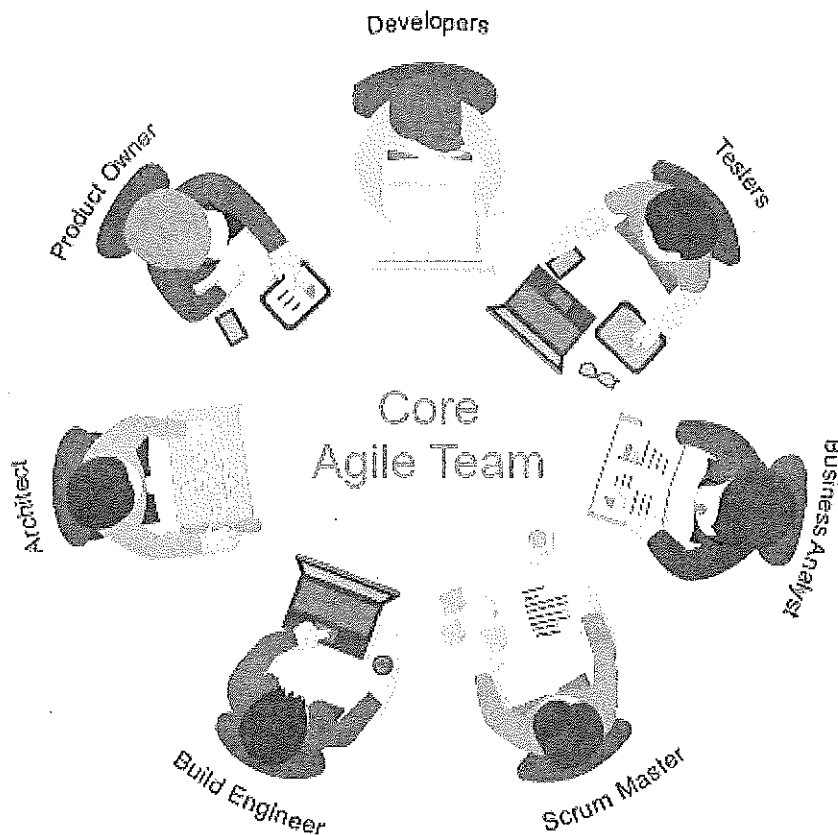 Developers
Product Owner
Testers
Core
Agile Team
Architect
Business Analyst
Build Engineer
Scrum Master